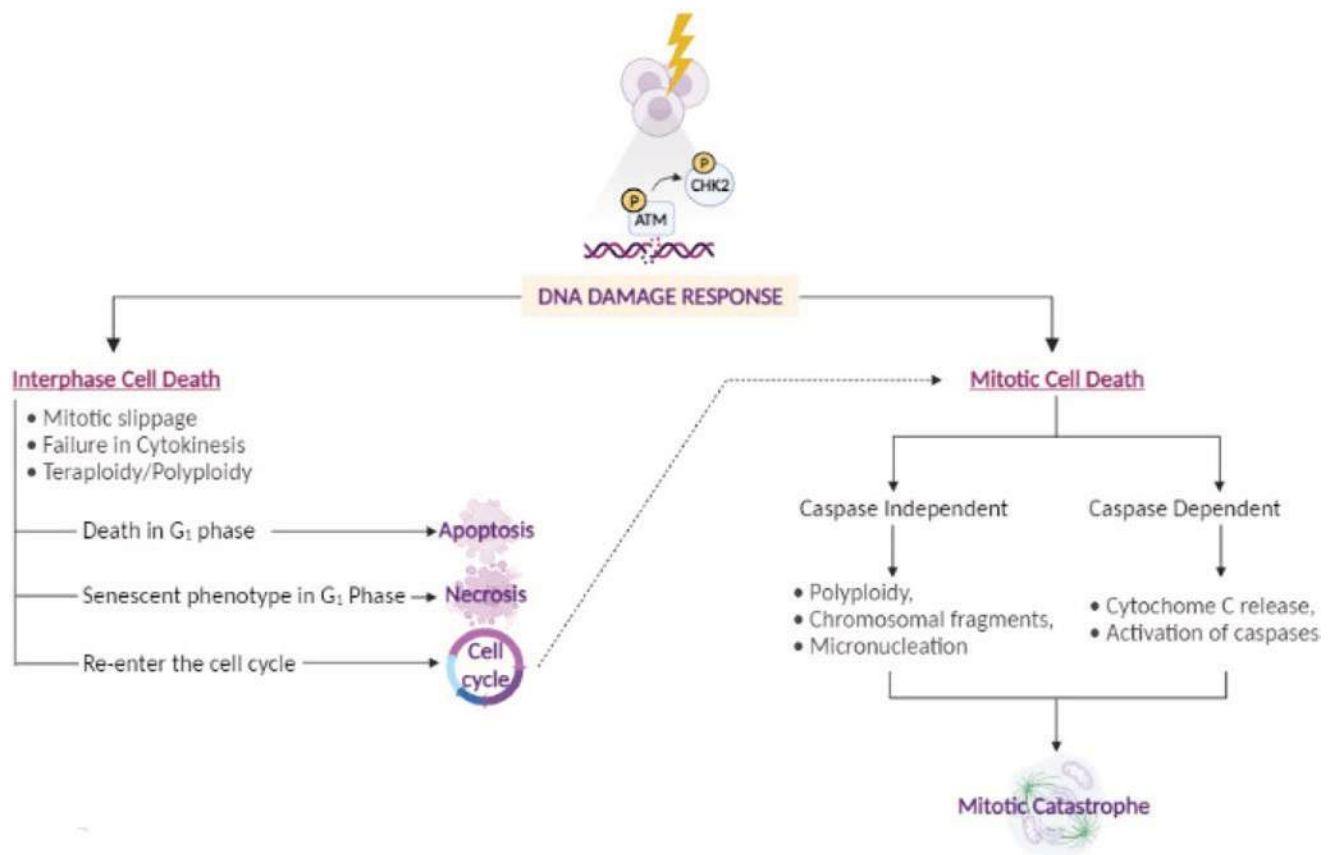 P
CHK2
P
ATM
DNA DAMAGE RESPONSE
Interphase Cell Death
• Mitotic slippage
• Failure in Cytokinesis
• Teraploidy/Polyploidy
Death in G₁ phase
Apoptosis
Senescent phenotype in G₁ Phase
Necrosis
Re-enter the cell cycle
Cell
cycle
Mitotic Cell Death
Caspase Independent
Caspase Dependent
• Polyploidy,
• Chromosomal fragments,
• Micronucleation
• Cytochome C release,
• Activation of caspases
Mitotic Catastrophe